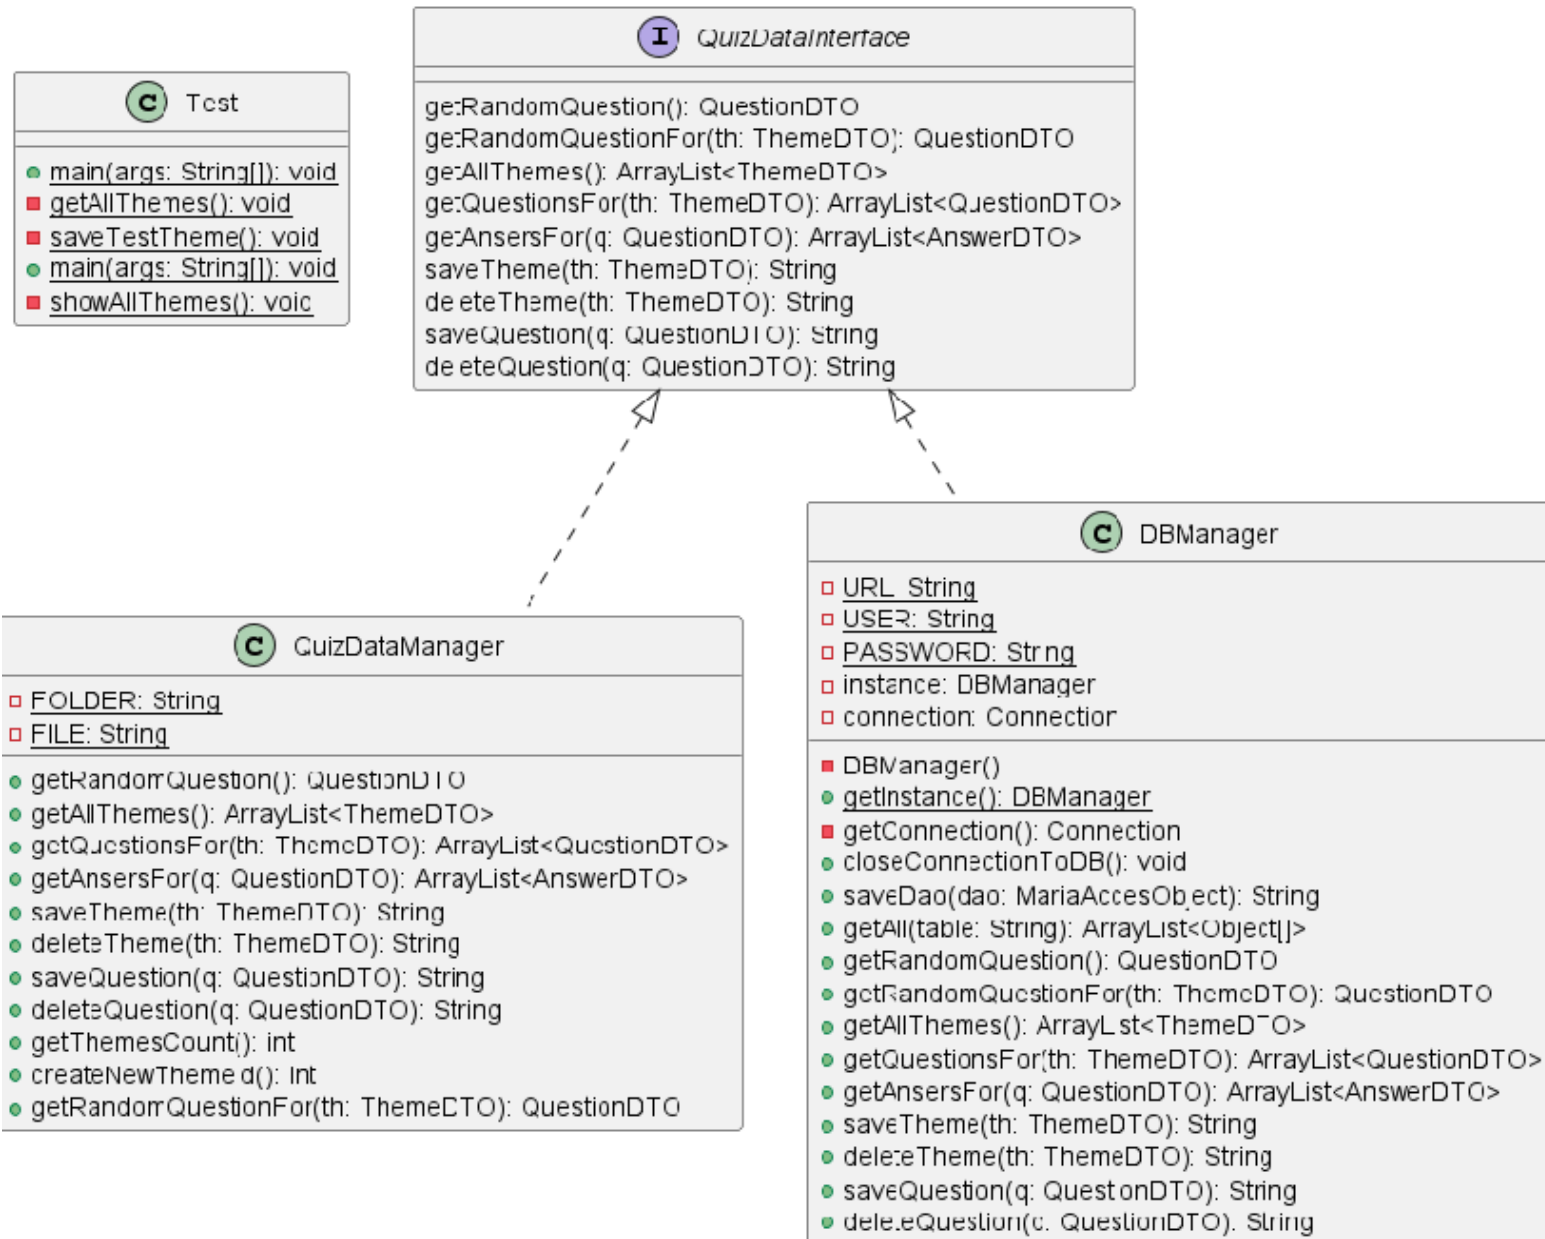 C Test
main(args: String[]): void
getAllThemes(): void
saveTestTheme(): void
main(args: String[]): void
showAllThemes(): void
I QuizDataInterface
getRandomQuestion(): QuestionDTO
getRandomQuestionFor(th: ThemeDTO): QuestionDTO
getAllThemes(): ArrayList<ThemeDTO>
getQuestionsFor(th: ThemeDTO): ArrayList<QuestionDTO>
getAnsersFor(q: QuestionDTO): ArrayList<AnswerDTO>
saveTheme(th: ThemeDTO): String
deleteTheme(th: ThemeDTO): String
saveQuestion(q: QuestionDTO): String
deleteQuestion(q: QuestionDTO): String
C QuizDataManager
FOLDER: String
FILE: String
getRandomQuestion(): QuestionDTO
getAllThemes(): ArrayList<ThemeDTO>
getQuestionsFor(th: ThemeDTO): ArrayList<QuestionDTO>
getAnsersFor(q: QuestionDTO): ArrayList<AnswerDTO>
saveTheme(th: ThemeDTO): String
deleteTheme(th: ThemeDTO): String
saveQuestion(q: QuestionDTO): String
deleteQuestion(q: QuestionDTO): String
getThemesCount(): int
createNewThemeId(): int
getRandomQuestionFor(th: ThemeDTO): QuestionDTO
C DBManager
URL: String
USER: String
PASSWORD: String
instance: DBManager
connection: Connection
DBManager()
getInstance(): DBManager
getConnection(): Connection
closeConnectionToDB(): void
saveDao(dao: MariaAccesObject): String
getAll(table: String): ArrayList<Object[]>
getRandomQuestion(): QuestionDTO
getRandomQuestionFor(th: ThemeDTO): QuestionDTO
getAllThemes(): ArrayList<ThemeDTO>
getQuestionsFor(th: ThemeDTO): ArrayList<QuestionDTO>
getAnsersFor(q: QuestionDTO): ArrayList<AnswerDTO>
saveTheme(th: ThemeDTO): String
deleteTheme(th: ThemeDTO): String
saveQuestion(q: QuestionDTO): String
deleteQuestion(q: QuestionDTO): String